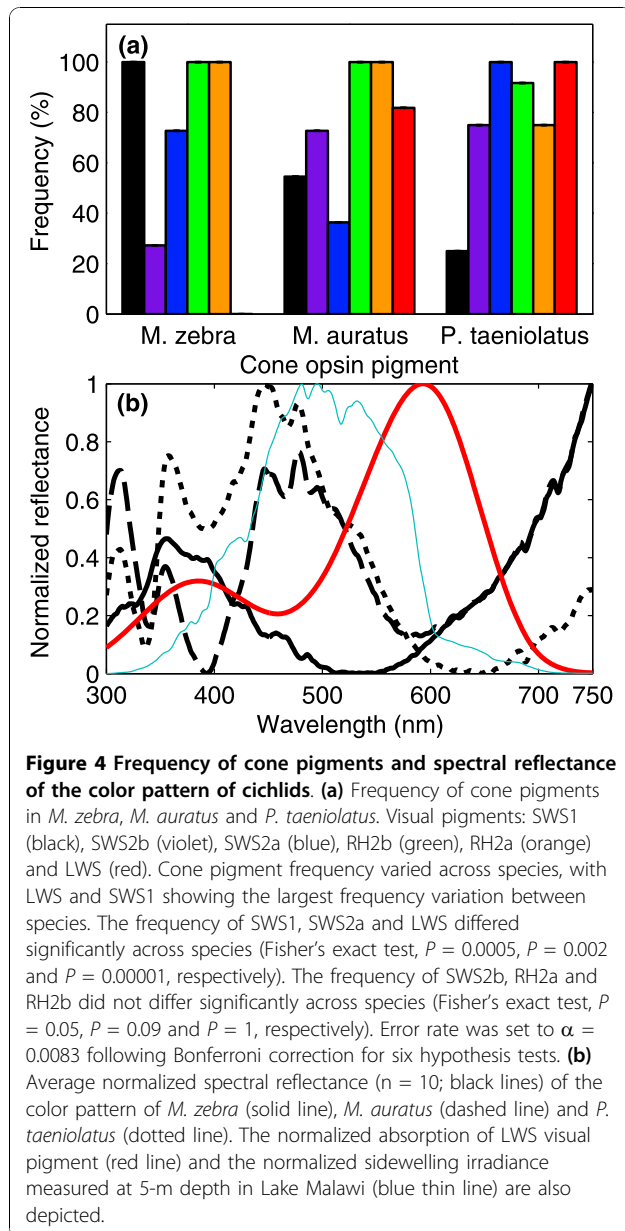 (a)
100
80
60
40
20
0
Frequency (%)
M. zebra M. auratus P. taeniolatus
Cone opsin pigment
(b)
1
0.8
0.6
0.4
0.2
0
Normalized reflectance
300 400 500 600 700 750
Wavelength (nm)
Figure 4 Frequency of cone pigments and spectral reflectance
of the color pattern of cichlids. (a) Frequency of cone pigments
in M. zebra, M. auratus and P. taeniolatus. Visual pigments: SWS1
(black), SWS2b (violet), SWS2a (blue), RH2b (green), RH2a (orange)
and LWS (red). Cone pigment frequency varied across species, with
LWS and SWS1 showing the largest frequency variation between
species. The frequency of SWS1, SWS2a and LWS differed
significantly across species (Fisher's exact test, P = 0.0005, P = 0.002
and P = 0.00001, respectively). The frequency of SWS2b, RH2a and
RH2b did not differ significantly across species (Fisher's exact test, P
= 0.05, P = 0.09 and P = 1, respectively). Error rate was set to α =
0.0083 following Bonferroni correction for six hypothesis tests. (b)
Average normalized spectral reflectance (n = 10; black lines) of the
color pattern of M. zebra (solid line), M. auratus (dashed line) and P.
taeniolatus (dotted line). The normalized absorption of LWS visual
pigment (red line) and the normalized sidewelling irradiance
measured at 5-m depth in Lake Malawi (blue thin line) are also
depicted.